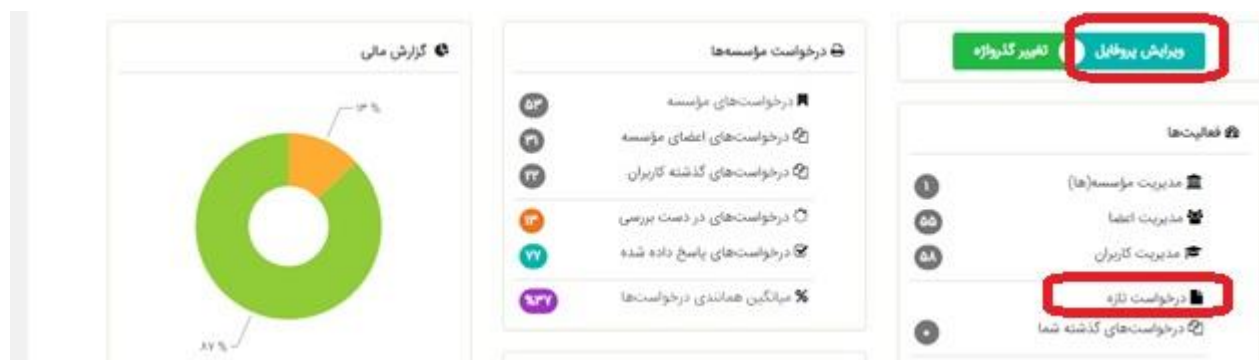 ویرایش پروفایل
تغییر گذرواژه
فعالیت‌ها
مدیریت مؤسسه(ها)
۱
مدیریت اعضا
۵۵
مدیریت کاربران
۵۸
درخواست تازه
درخواست‌های گذشته شما
۰
درخواست مؤسسه‌ها
درخواست‌های مؤسسه
۵۳
درخواست‌های اعضای مؤسسه
۳۱
درخواست‌های گذشته کاربران
۲۲
درخواست‌های در دست بررسی
۱۳
درخواست‌های پاسخ داده شده
۷۷
میانگین همانندی درخواست‌ها
%۳۷
گزارش مالی
۱۳ %
۸۷ %